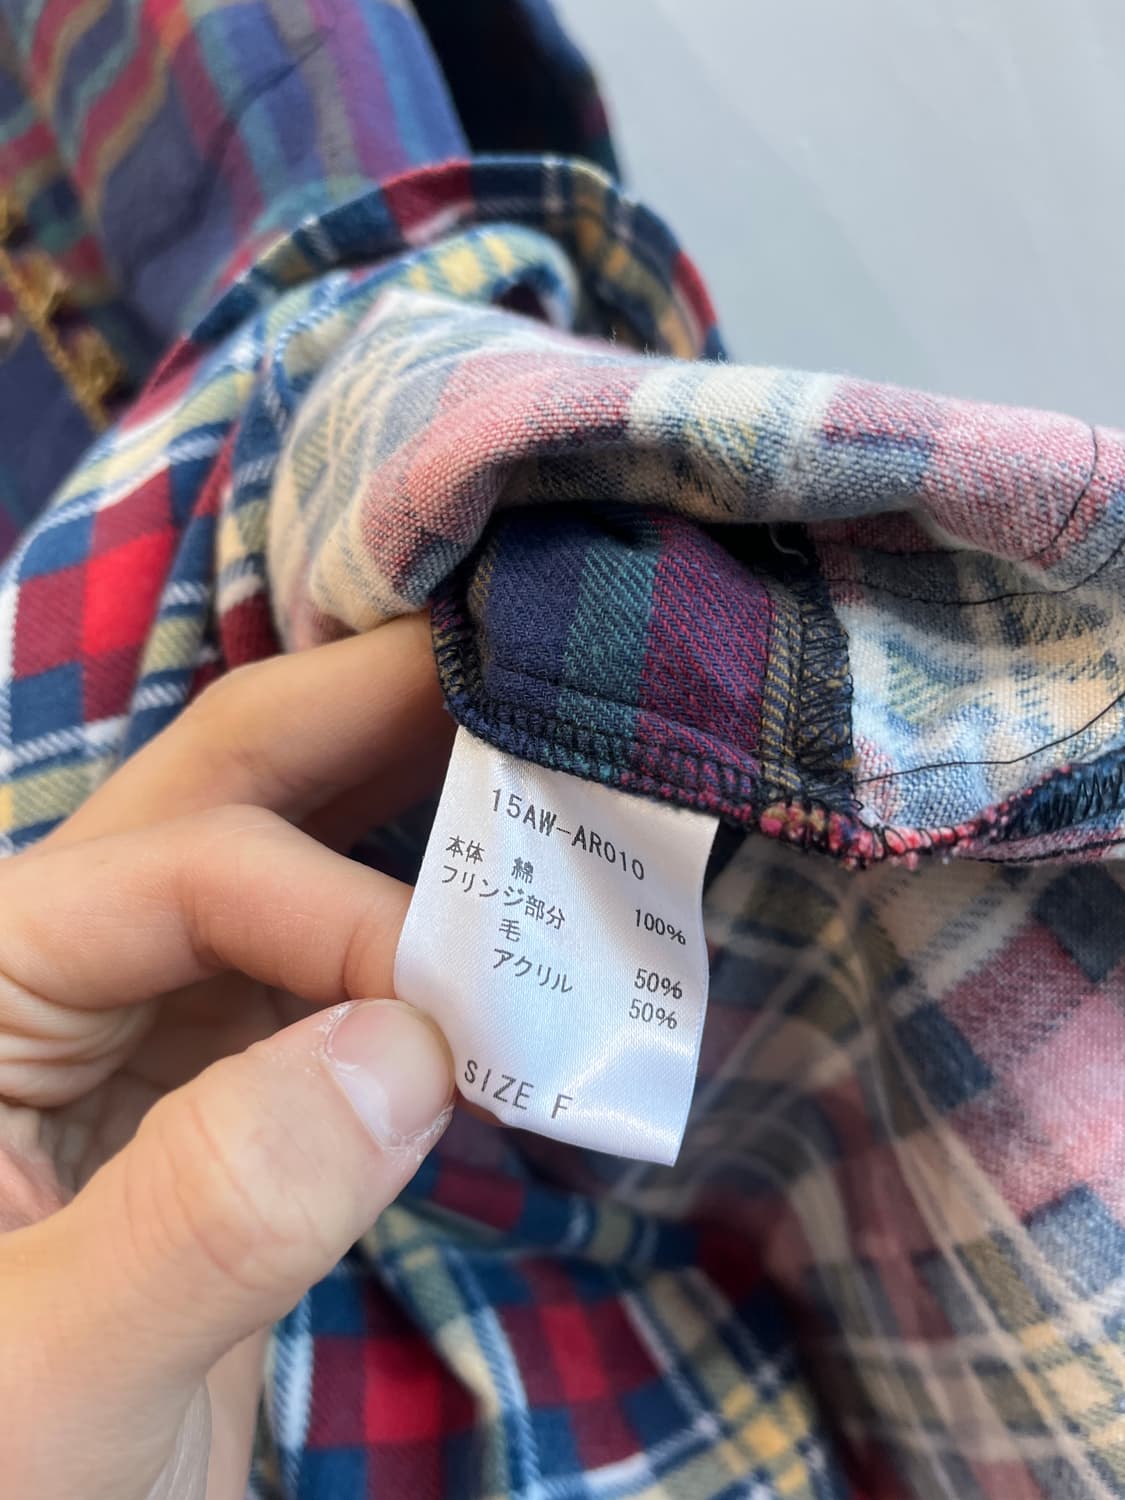 15AW-AR010
本体 綿 100%
フリンジ部分
毛 50%
アクリル 50%
SIZE F